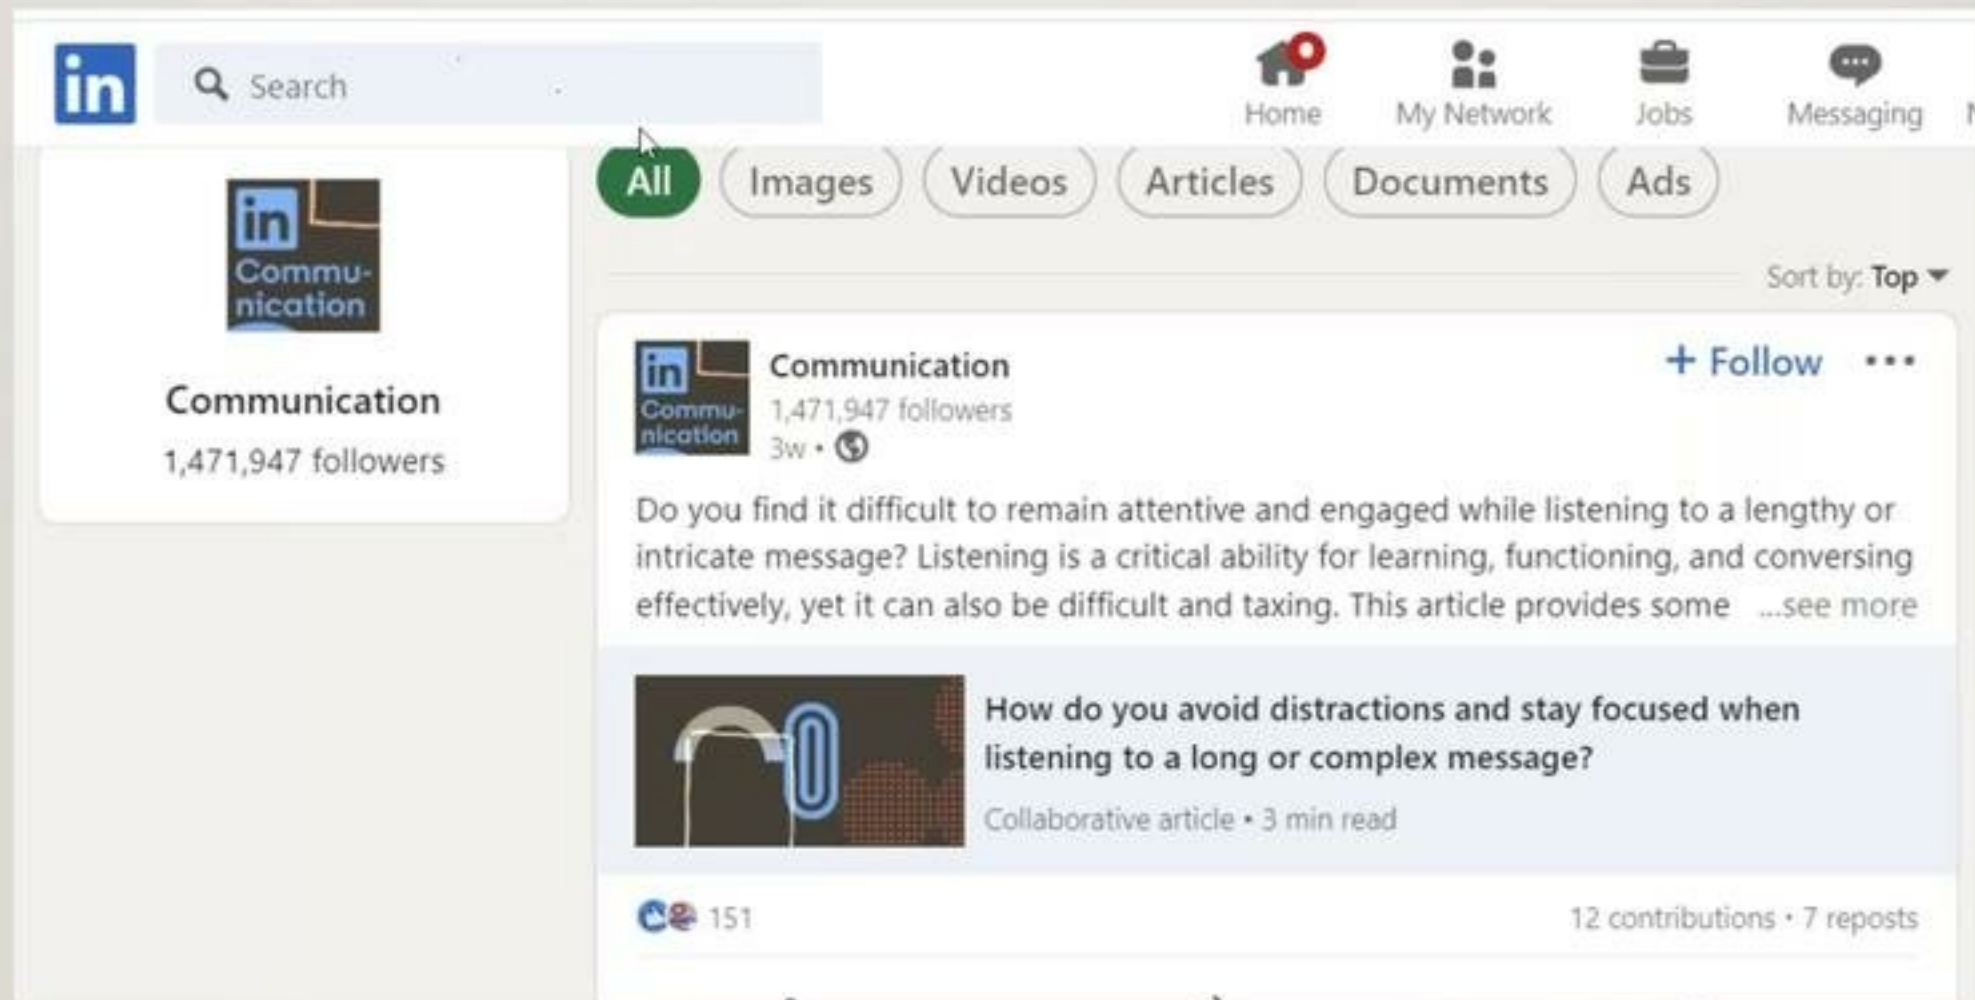 in
Search
Home
My Network
Jobs
Messaging
in
Commu-
nication
Communication
1,471,947 followers
All
Images
Videos
Articles
Documents
Ads
Sort by: Top
in
Commu-
nication
Communication
1,471,947 followers
3w •
+ Follow
Do you find it difficult to remain attentive and engaged while listening to a lengthy or
intricate message? Listening is a critical ability for learning, functioning, and conversing
effectively, yet it can also be difficult and taxing. This article provides some ...see more
How do you avoid distractions and stay focused when
listening to a long or complex message?
Collaborative article • 3 min read
151
12 contributions • 7 reposts